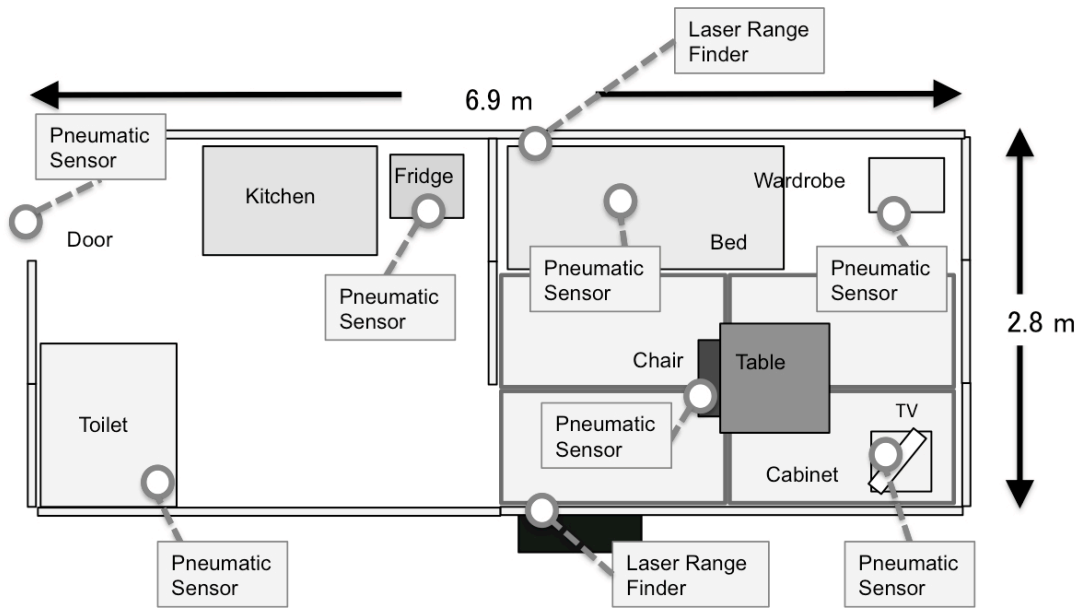 Laser Range
Finder
6.9 m
Pneumatic
Sensor
Door
Kitchen
Fridge
Pneumatic
Sensor
Bed
Pneumatic
Sensor
Wardrobe
Pneumatic
Sensor
2.8 m
Chair
Table
Pneumatic
Sensor
TV
Cabinet
Toilet
Pneumatic
Sensor
Laser Range
Finder
Pneumatic
Sensor